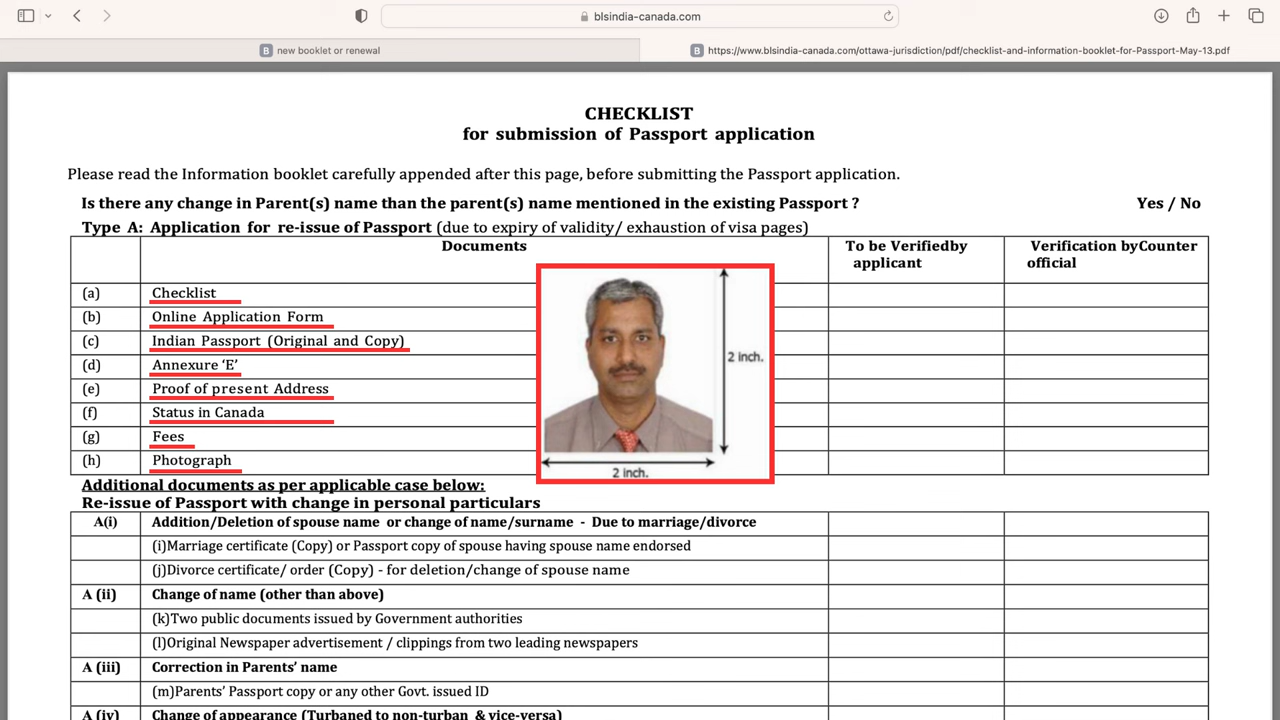 blsindia-canada.com
B new booklet or renewal
B https://www.blsindia-canada.com/ottawa-jurisdiction/pdf/checklist-and-information-booklet-for-Passport-May-13.pdf
CHECKLIST
for submission of Passport application
Please read the Information booklet carefully appended after this page, before submitting the Passport application.
Is there any change in Parent(s) name than the parent(s) name mentioned in the existing Passport ? Yes / No
Type A: Application for re-issue of Passport (due to expiry of validity/ exhaustion of visa pages)
Documents To be Verifiedby applicant Verification byCounter official
(a) Checklist
(b) Online Application Form
(c) Indian Passport (Original and Copy)
(d) Annexure ‘E’
(e) Proof of present Address
(f) Status in Canada
(g) Fees
(h) Photograph
2 inch.
2 inch.
Additional documents as per applicable case below:
Re-issue of Passport with change in personal particulars
A(i) Addition/Deletion of spouse name or change of name/surname - Due to marriage/divorce
(i)Marriage certificate (Copy) or Passport copy of spouse having spouse name endorsed
(j)Divorce certificate/ order (Copy) - for deletion/change of spouse name
A (ii) Change of name (other than above)
(k)Two public documents issued by Government authorities
(l)Original Newspaper advertisement / clippings from two leading newspapers
A (iii) Correction in Parents’ name
(m)Parents’ Passport copy or any other Govt. issued ID
A (iv) Change of appearance (Turbaned to non-turban & vice-versa)